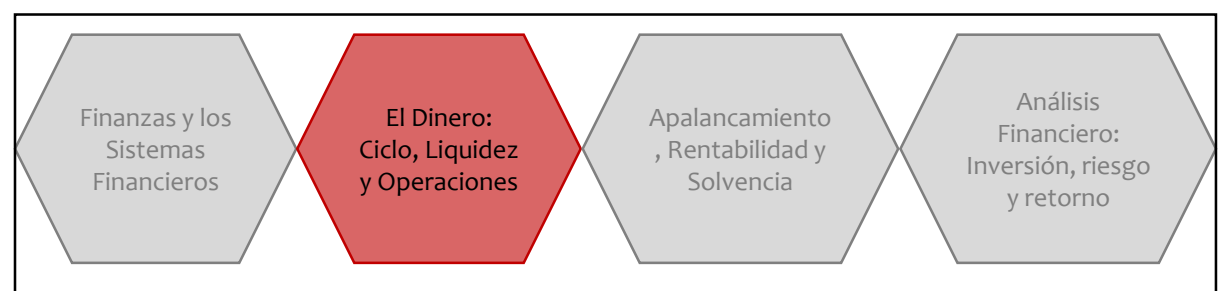 Finanzas y los
Sistemas
Financieros
El Dinero:
Ciclo, Liquidez
y Operaciones
Apalancamiento
, Rentabilidad y
Solvencia
Análisis
Financiero:
Inversión, riesgo
y retorno